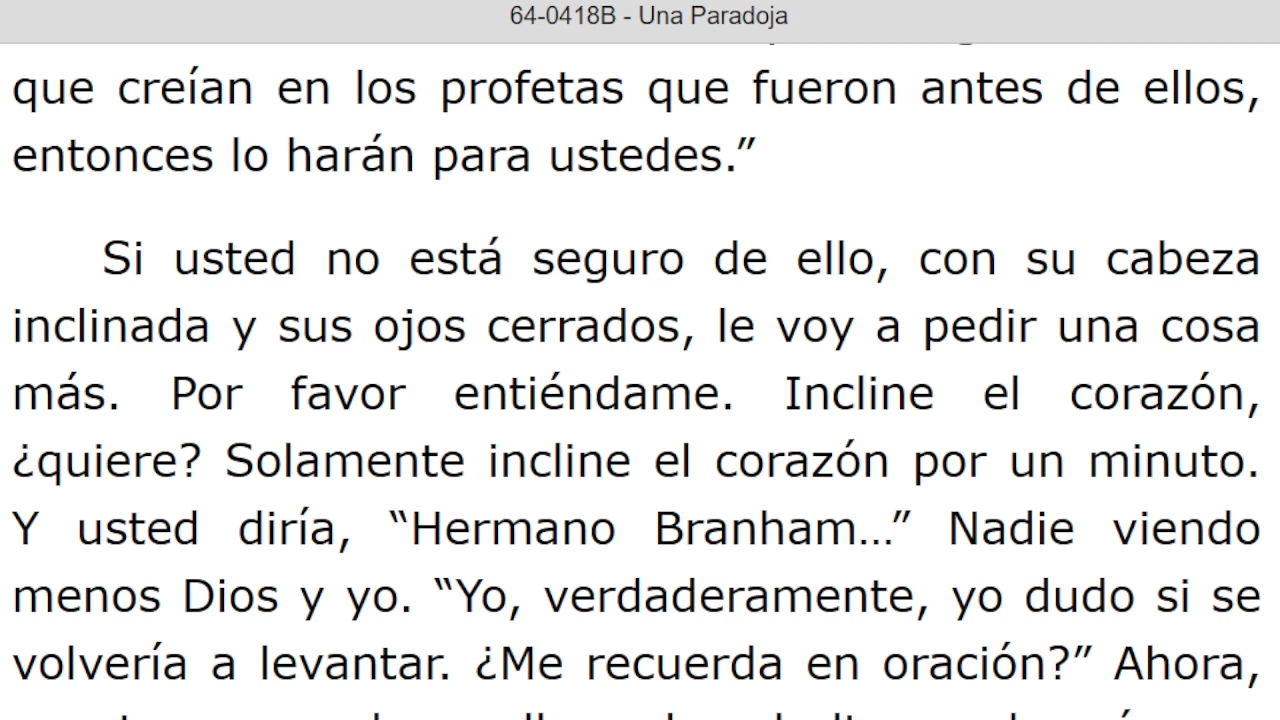 64-0418B - Una Paradoja
que creían en los profetas que fueron antes de ellos,
entonces lo harán para ustedes.”
Si usted no está seguro de ello, con su cabeza
inclinada y sus ojos cerrados, le voy a pedir una cosa
más. Por favor entiéndame. Incline el corazón,
¿quiere? Solamente incline el corazón por un minuto.
Y usted diría, “Hermano Branham…” Nadie viendo
menos Dios y yo. “Yo, verdaderamente, yo dudo si se
volvería a levantar. ¿Me recuerda en oración?” Ahora,